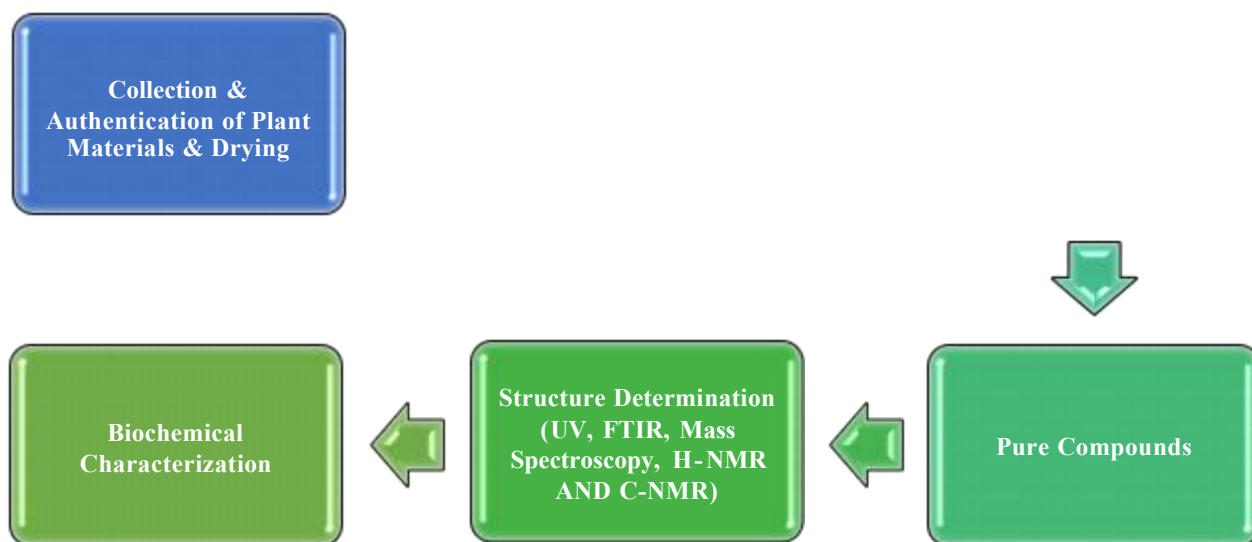 Collection &
Authentication of Plant
Materials & Drying
Biochemical
Characterization
Structure Determination
(UV, FTIR, Mass
Spectroscopy, H-NMR
AND C-NMR)
Pure Compounds